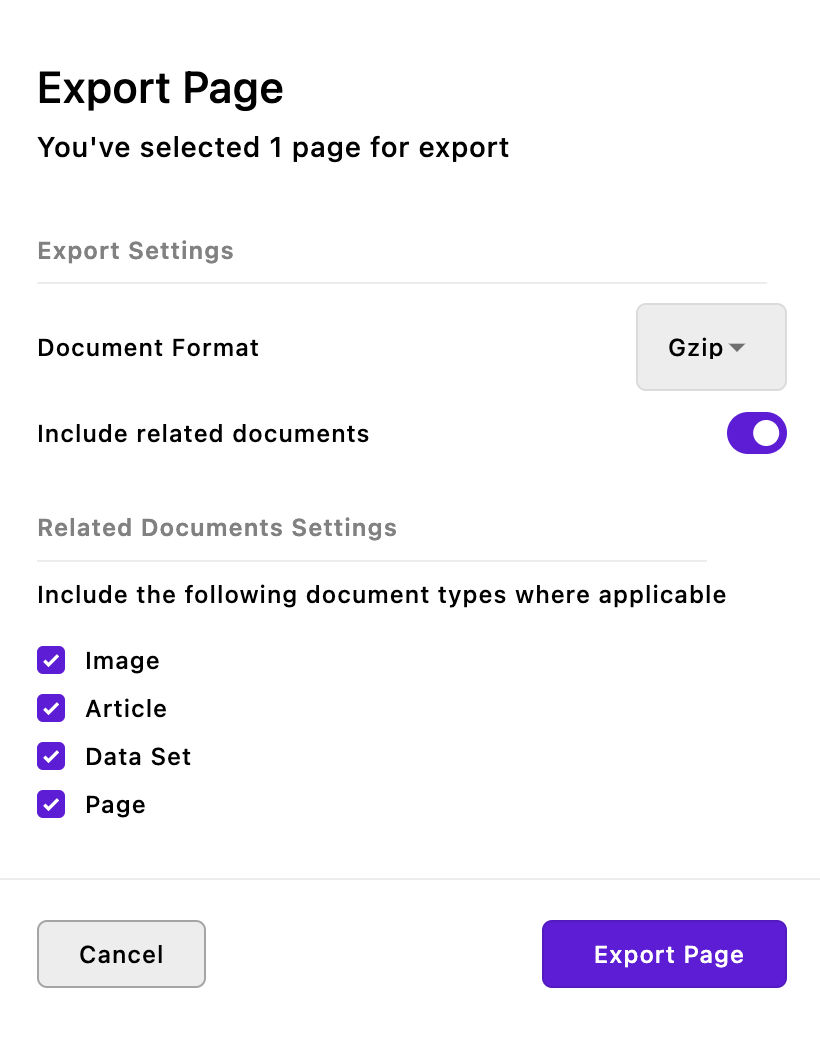 Export Page
You've selected 1 page for export
Export Settings
Document Format
Gzip
Include related documents
Related Documents Settings
Include the following document types where applicable
Image
Article
Data Set
Page
Cancel
Export Page